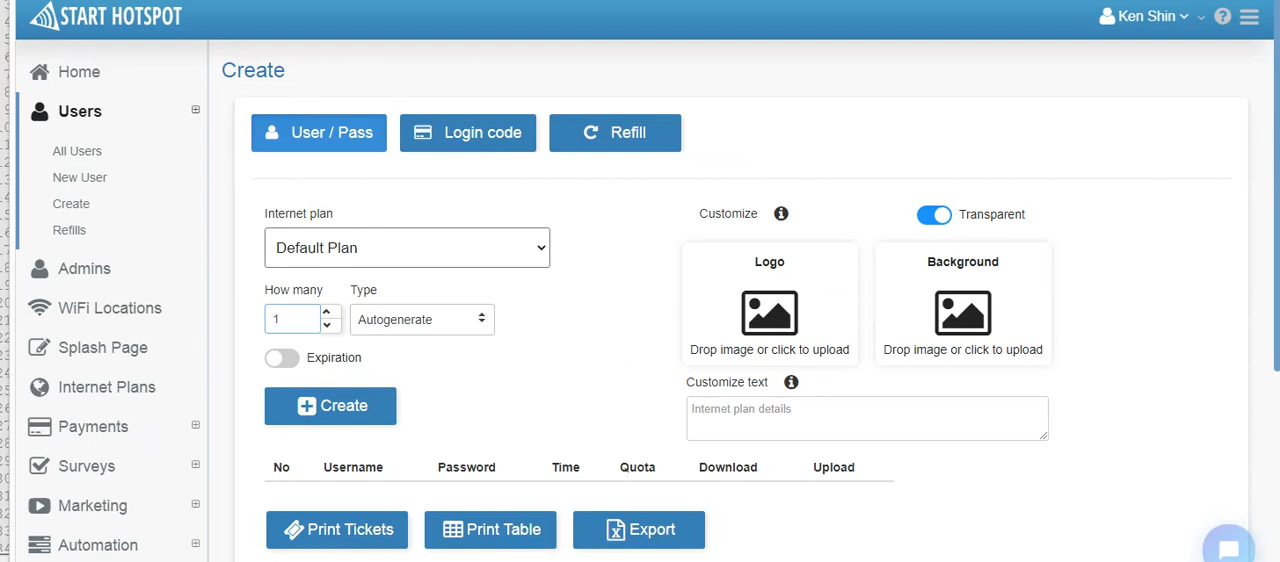 START HOTSPOT
Ken Shin
Home
Users
All Users
New User
Create
Refills
Admins
WiFi Locations
Splash Page
Internet Plans
Payments
Surveys
Marketing
Automation
Create
User / Pass
Login code
Refill
Internet plan
Default Plan
How many
Type
1
Autogenerate
Expiration
Create
Customize
Transparent
Logo
Drop image or click to upload
Background
Drop image or click to upload
Customize text
Internet plan details
No Username Password Time Quota Download Upload
Print Tickets
Print Table
Export